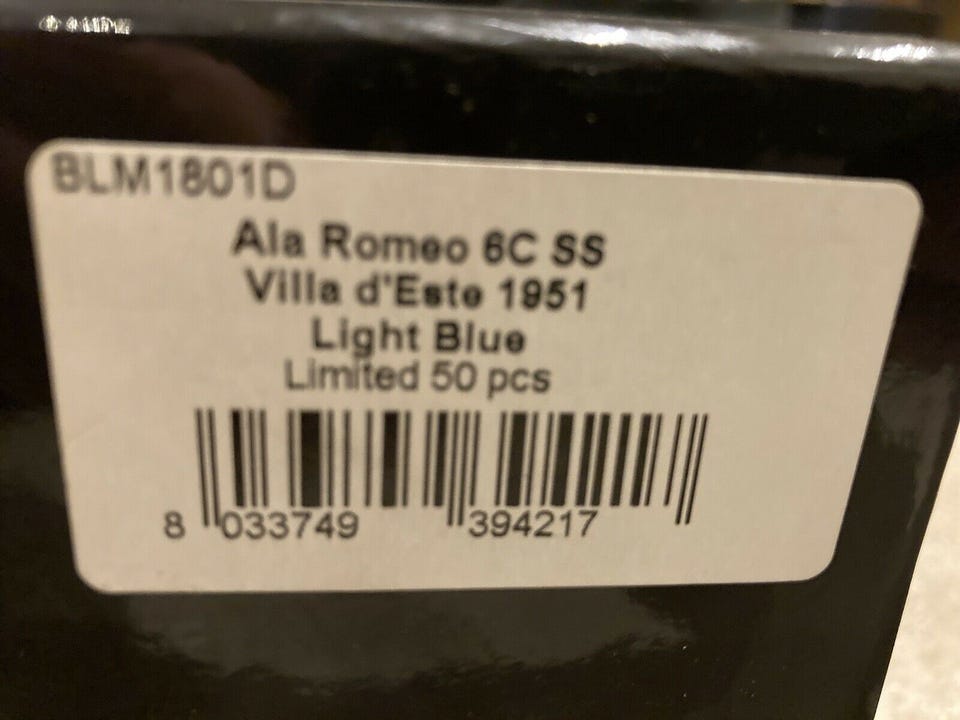 BLM1801D
Ala Romeo 6C SS
Villa d'Este 1951
Light Blue
Limited 50 pcs
8 033749 394217